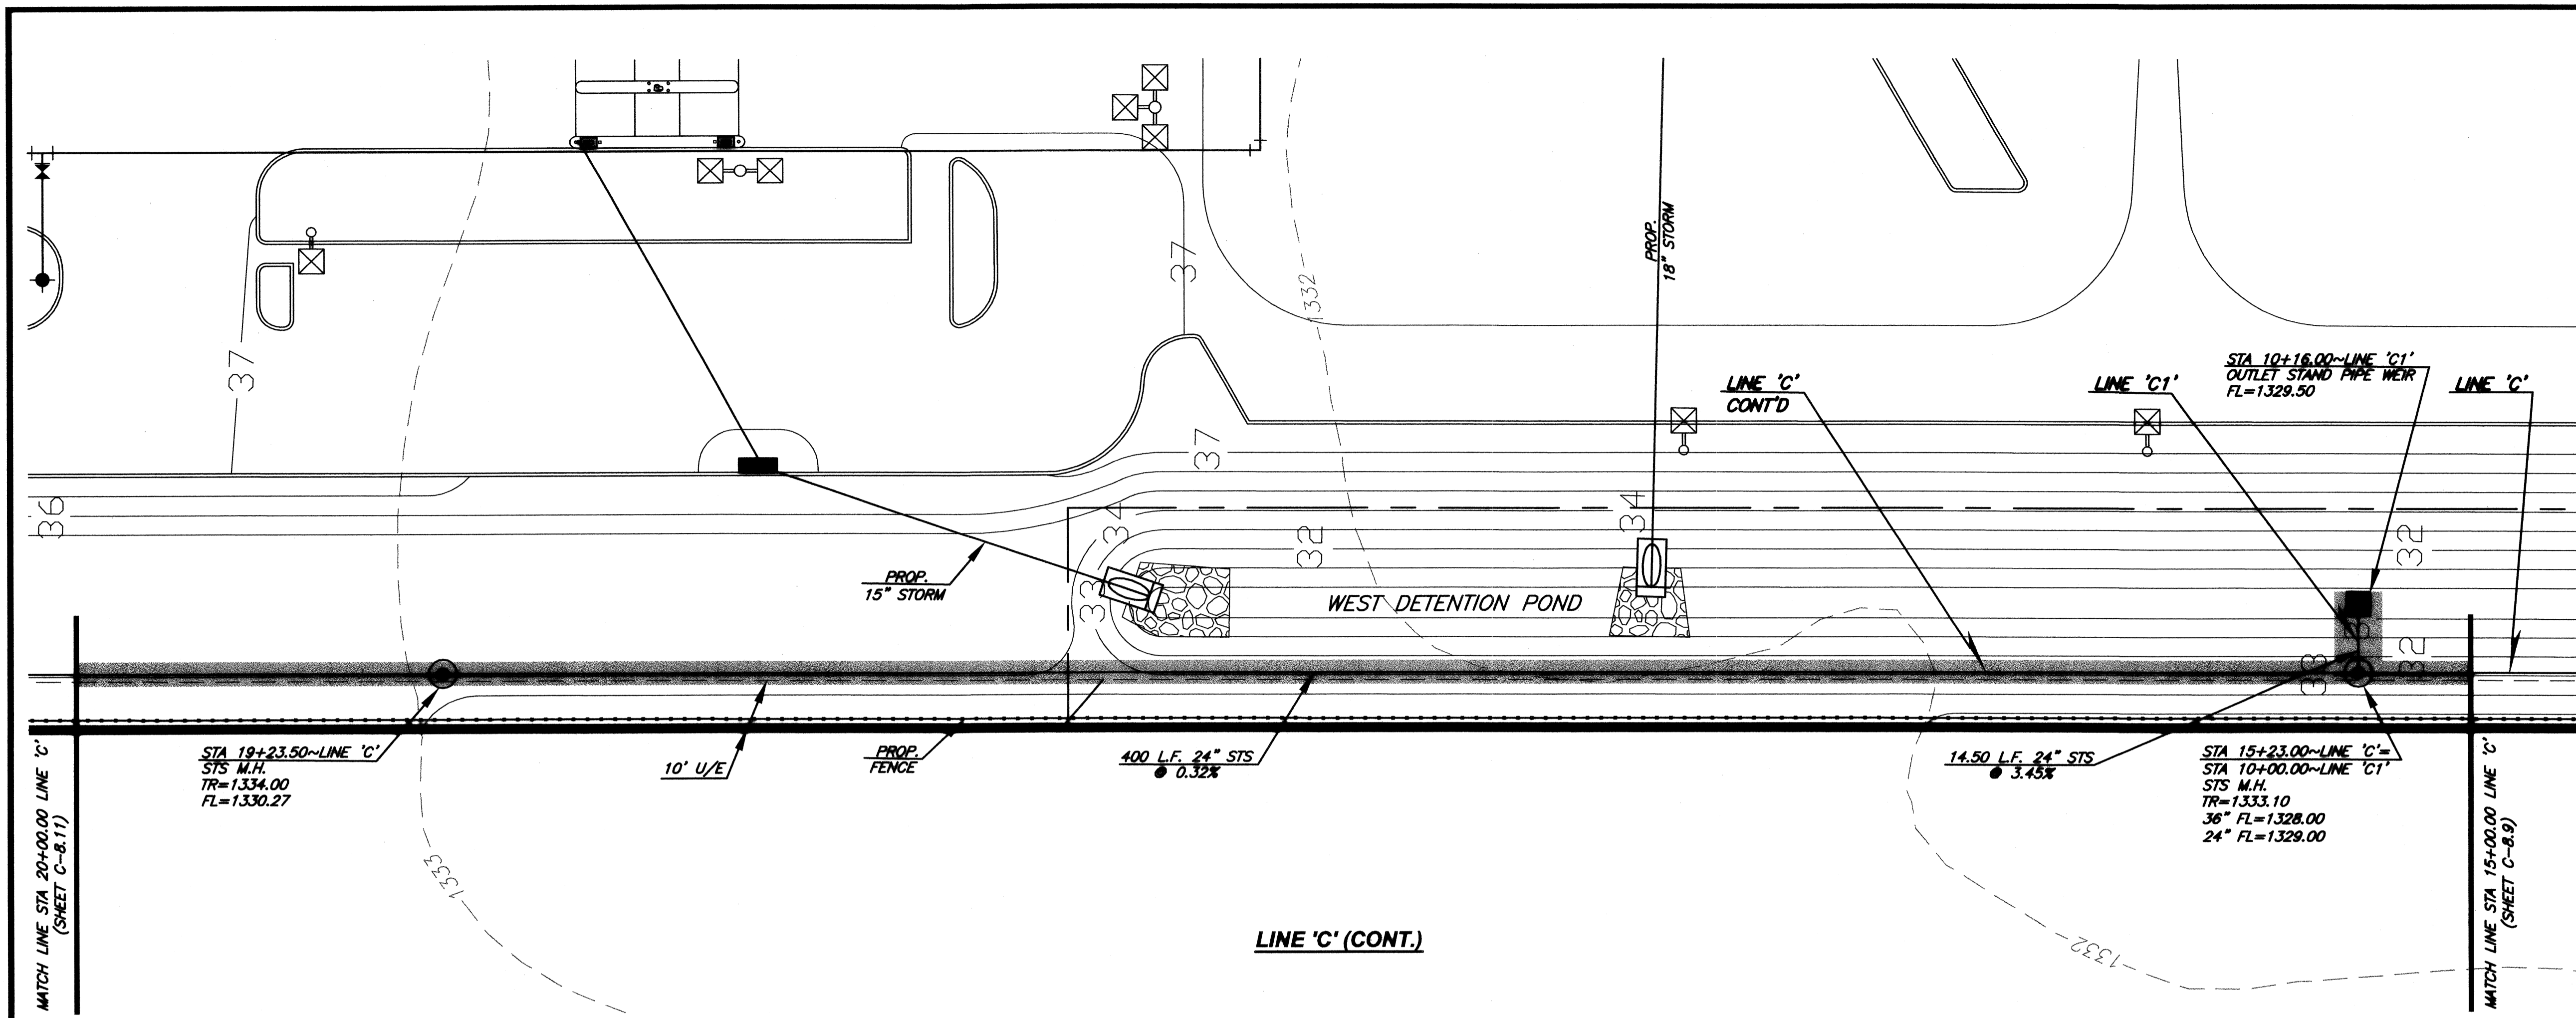 37
37
1332
PROP.
18" STORM
37
36
34
33
32
34
32
32
33
LINE 'C'
CONT'D
LINE 'C1'
STA 10+16.00~LINE 'C1'
OUTLET STAND PIPE WEIR
FL=1329.50
LINE 'C'
PROP.
15" STORM
WEST DETENTION POND
STA 19+23.50~LINE 'C'
STS M.H.
TR=1334.00
FL=1330.27
10' U/E
PROP.
FENCE
400 L.F. 24" STS
@ 0.32%
14.50 L.F. 24" STS
@ 3.45%
STA 15+23.00~LINE 'C'=
STA 10+00.00~LINE 'C1'
STS M.H.
TR=1333.10
36" FL=1328.00
24" FL=1329.00
MATCH LINE STA 20+00.00 LINE 'C'
(SHEET C-8.11)
MATCH LINE STA 15+00.00 LINE 'C'
(SHEET C-8.9)
1333
1332
LINE 'C' (CONT.)